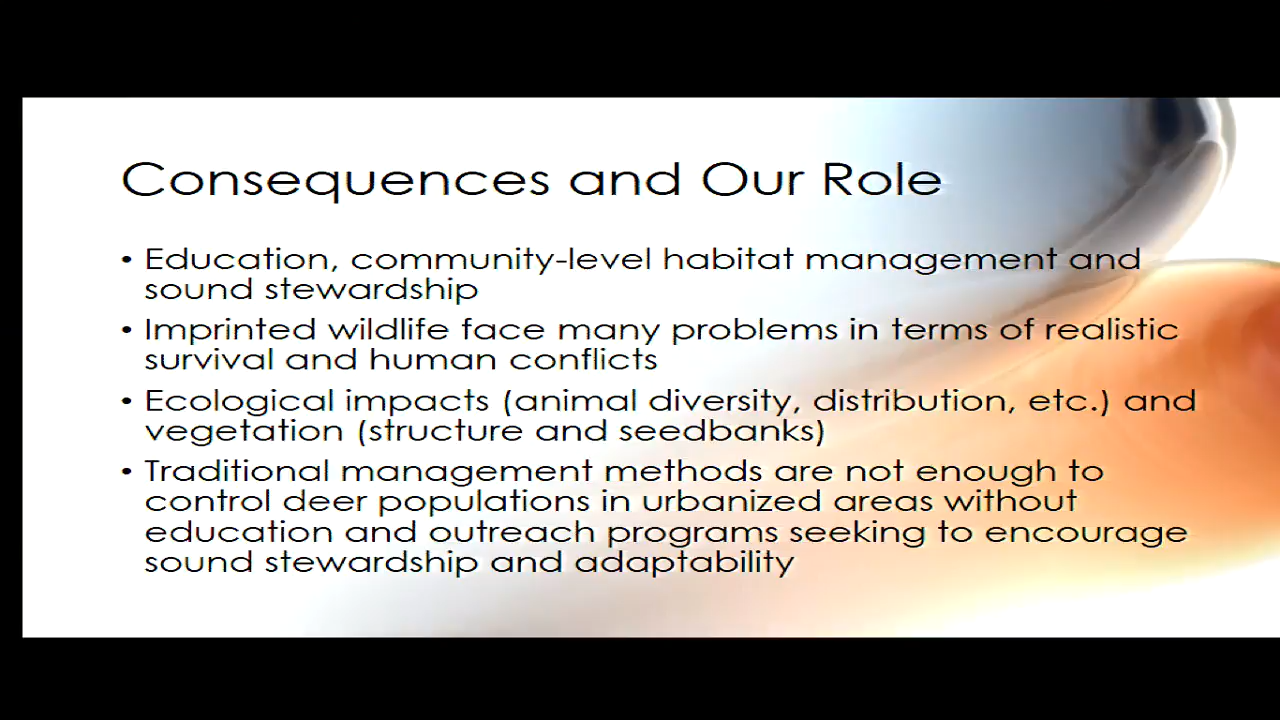 Consequences and Our Role
• Education, community-level habitat management and
sound stewardship
• Imprinted wildlife face many problems in terms of realistic
survival and human conflicts
• Ecological impacts (animal diversity, distribution, etc.) and
vegetation (structure and seedbanks)
• Traditional management methods are not enough to
control deer populations in urbanized areas without
education and outreach programs seeking to encourage
sound stewardship and adaptability